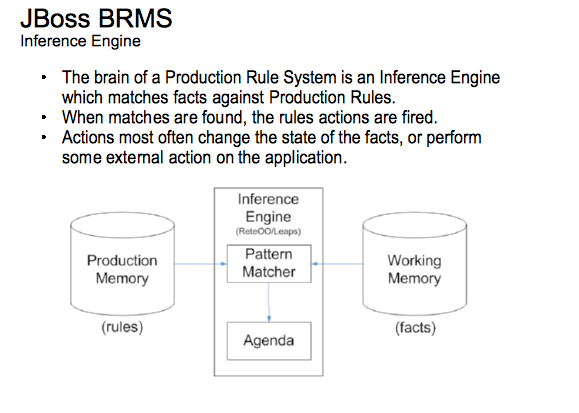 JBoss BRMS
Inference Engine
• The brain of a Production Rule System is an Inference Engine
which matches facts against Production Rules.
• When matches are found, the rules actions are fired.
• Actions most often change the state of the facts, or perform
some external action on the application.
Inference
Engine
(ReteOO/Leaps)
Pattern
Matcher
Production
Memory
Working
Memory
(rules)
(facts)
Agenda